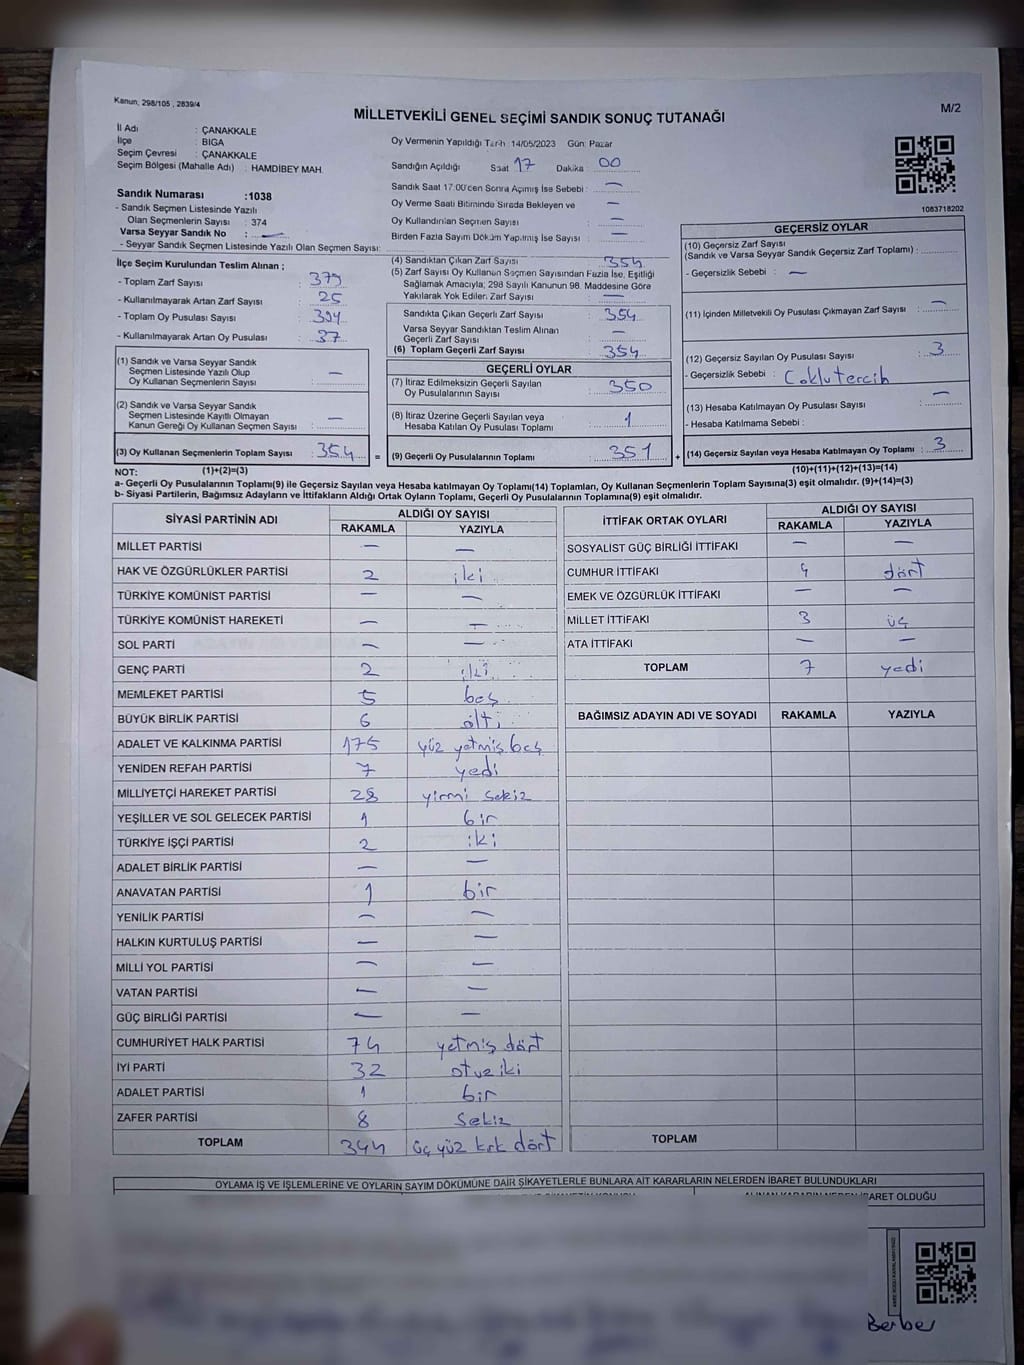 Kanun, 298/105 , 2839/4
M/2
MİLLETVEKİLİ GENEL SEÇİMİ SANDIK SONUÇ TUTANAĞI
İl Adı : ÇANAKKALE
İlçe : BIGA
Seçim Çevresi : ÇANAKKALE
Seçim Bölgesi (Mahalle Adı) : HAMDİBEY MAH.
Sandık Numarası :1038
- Sandık Seçmen Listesinde Yazılı
Olan Seçmenlerin Sayısı : 374
Varsa Seyyar Sandık No : —
- Seyyar Sandık Seçmen Listesinde Yazılı Olan Seçmen Sayısı:
Oy Vermenin Yapıldığı Tarih 14/05/2023 Gün: Pazar
Sandığın Açıldığı Saat 17 Dakika 00
Sandık Saat 17:00'den Sonra Açımış İse Sebebi : —
Oy Verme Saati Bitiminde Sırada Bekleyen ve : —
Oy Kullandırılan Seçmen Sayısı : —
Birden Fazla Sayım Döküm Yapılmış İse Sayısı : —
1083718202
İlçe Seçim Kurulundan Teslim Alınan ;
- Toplam Zarf Sayısı : 379
- Kullanılmayarak Artan Zarf Sayısı : 25
- Toplam Oy Pusulası Sayısı : 394
- Kullanılmayarak Artan Oy Pusulası : 37
(1) Sandık ve Varsa Seyyar Sandık
Seçmen Listesinde Yazılı Olup
Oy Kullanan Seçmenlerin Sayısı : —
(2) Sandık ve Varsa Seyyar Sandık
Seçmen Listesinde Kayıtlı Olmayan
Kanun Gereği Oy Kullanan Seçmen Sayısı : —
(3) Oy Kullanan Seçmenlerin Toplam Sayısı : 354 =
(4) Sandıktan Çıkan Zarf Sayısı : 354
(5) Zarf Sayısı Oy Kullanan Seçmen Sayısından Fazla İse, Eşitliği
Sağlamak Amacıyla; 298 Sayılı Kanunun 98. Maddesine Göre
Yakılarak Yok Edilen Zarf Sayısı : —
Sandıkta Çıkan Geçerli Zarf Sayısı : 354
Varsa Seyyar Sandıktan Teslim Alınan
Geçerli Zarf Sayısı : —
(6) Toplam Geçerli Zarf Sayısı : 354
GEÇERLİ OYLAR
(7) İtiraz Edilmeksizin Geçerli Sayılan
Oy Pusulalarının Sayısı : 350
(8) İtiraz Üzerine Geçerli Sayılan veya
Hesaba Katılan Oy Pusulası Toplamı : 1
(9) Geçerli Oy Pusulalarının Toplamı : 351 +
GEÇERSİZ OYLAR
(10) Geçersiz Zarf Sayısı
(Sandık ve Varsa Seyyar Sandık Geçersiz Zarf Toplamı) :
- Geçersizlik Sebebi : —
(11) İçinden Milletvekili Oy Pusulası Çıkmayan Zarf Sayısı : —
(12) Geçersiz Sayılan Oy Pusulası Sayısı : 3
- Geçersizlik Sebebi : Çoklu tercih
(13) Hesaba Katılmayan Oy Pusulası Sayısı : —
- Hesaba Katılmama Sebebi :
(14) Geçersiz Sayılan veya Hesaba Katılmayan Oy Toplamı : 3
NOT: (1)+(2)=(3) (10)+(11)+(12)+(13)=(14)
a- Geçerli Oy Pusulalarının Toplamı(9) ile Geçersiz Sayılan veya Hesaba katılmayan Oy Toplamı(14) Toplamları, Oy Kullanan Seçmenlerin Toplam Sayısına(3) eşit olmalıdır. (9)+(14)=(3)
b- Siyasi Partilerin, Bağımsız Adayların ve İttifakların Aldığı Ortak Oyların Toplamı, Geçerli Oy Pusulalarının Toplamına(9) eşit olmalıdır.
SİYASİ PARTİNİN ADI ALDIĞI OY SAYISI
RAKAMLA YAZIYLA
MİLLET PARTİSİ — —
HAK VE ÖZGÜRLÜKLER PARTİSİ 2 iki
TÜRKİYE KOMÜNİST PARTİSİ — —
TÜRKİYE KOMÜNİST HAREKETİ — —
SOL PARTİ — —
GENÇ PARTİ 2 iki
MEMLEKET PARTİSİ 5 beş
BÜYÜK BİRLİK PARTİSİ 6 altı
ADALET VE KALKINMA PARTİSİ 175 yüz yetmiş beş
YENİDEN REFAH PARTİSİ 7 yedi
MİLLİYETÇİ HAREKET PARTİSİ 28 yirmi sekiz
YEŞİLLER VE SOL GELECEK PARTİSİ 1 bir
TÜRKİYE İŞÇİ PARTİSİ 2 iki
ADALET BİRLİK PARTİSİ — —
ANAVATAN PARTİSİ 1 bir
YENİLİK PARTİSİ — —
HALKIN KURTULUŞ PARTİSİ — —
MİLLİ YOL PARTİSİ — —
VATAN PARTİSİ — —
GÜÇ BİRLİĞİ PARTİSİ — —
CUMHURİYET HALK PARTİSİ 74 yetmiş dört
İYİ PARTİ 32 otuz iki
ADALET PARTİSİ 1 bir
ZAFER PARTİSİ 8 sekiz
TOPLAM 344 üç yüz kırk dört
İTTİFAK ORTAK OYLARI ALDIĞI OY SAYISI
RAKAMLA YAZIYLA
SOSYALİST GÜÇ BİRLİĞİ İTTİFAKI — —
CUMHUR İTTİFAKI 4 dört
EMEK VE ÖZGÜRLÜK İTTİFAKI — —
MİLLET İTTİFAKI 3 üç
ATA İTTİFAKI — —
TOPLAM 7 yedi
BAĞIMSIZ ADAYIN ADI VE SOYADI RAKAMLA YAZIYLA
TOPLAM
OYLAMA İŞ VE İŞLEMLERİNE VE OYLARIN SAYIM DÖKÜMÜNE DAİR ŞİKAYETLERLE BUNLARA AİT KARARLARIN NELERDEN İBARET BULUNDUKLARI
İBARET OLDUĞU
Berber